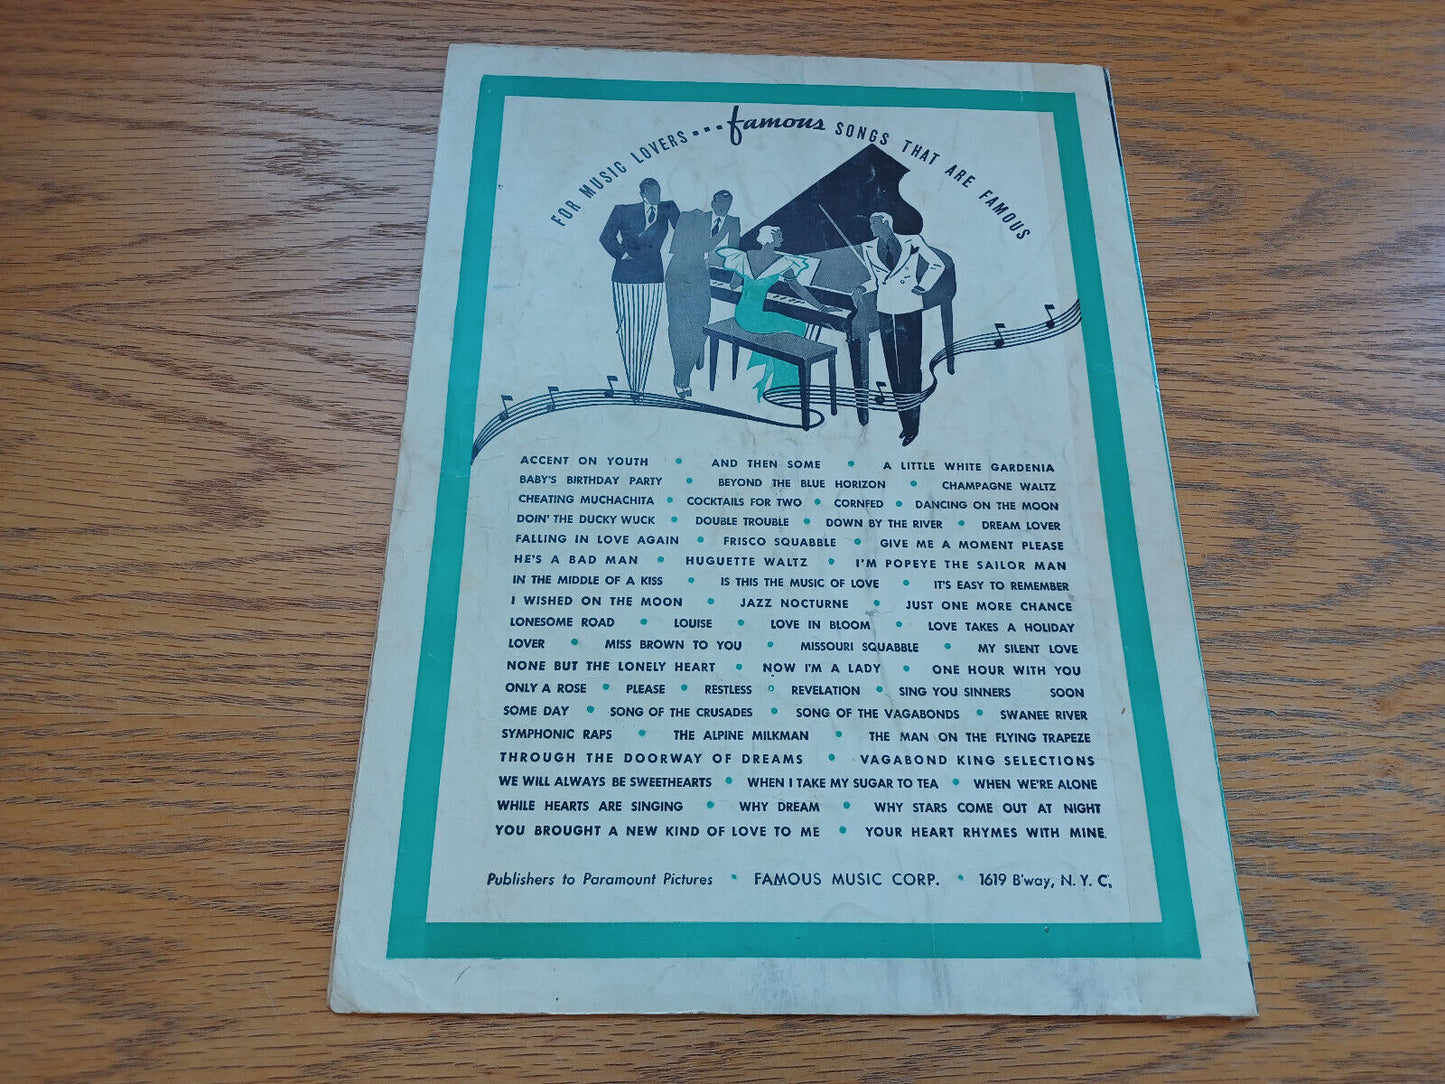 FOR MUSIC LOVERS... famous SONGS THAT ARE FAMOUS
ACCENT ON YOUTH • AND THEN SOME • A LITTLE WHITE GARDENIA
BABY'S BIRTHDAY PARTY • BEYOND THE BLUE HORIZON • CHAMPAGNE WALTZ
CHEATING MUCHACHITA • COCKTAILS FOR TWO • CORNFED • DANCING ON THE MOON
DOIN' THE DUCKY WUCK • DOUBLE TROUBLE • DOWN BY THE RIVER • DREAM LOVER
FALLING IN LOVE AGAIN • FRISCO SQUABBLE • GIVE ME A MOMENT PLEASE
HE'S A BAD MAN • HUGUETTE WALTZ • I'M POPEYE THE SAILOR MAN
IN THE MIDDLE OF A KISS • IS THIS THE MUSIC OF LOVE • IT'S EASY TO REMEMBER
I WISHED ON THE MOON • JAZZ NOCTURNE • JUST ONE MORE CHANCE
LONESOME ROAD • LOUISE • LOVE IN BLOOM • LOVE TAKES A HOLIDAY
LOVER • MISS BROWN TO YOU • MISSOURI SQUABBLE • MY SILENT LOVE
NONE BUT THE LONELY HEART • NOW I'M A LADY • ONE HOUR WITH YOU
ONLY A ROSE • PLEASE • RESTLESS • REVELATION • SING YOU SINNERS SOON
SOME DAY • SONG OF THE CRUSADES • SONG OF THE VAGABONDS • SWANEE RIVER
SYMPHONIC RAPS • THE ALPINE MILKMAN • THE MAN ON THE FLYING TRAPEZE
THROUGH THE DOORWAY OF DREAMS • VAGABOND KING SELECTIONS
WE WILL ALWAYS BE SWEETHEARTS • WHEN I TAKE MY SUGAR TO TEA • WHEN WE'RE ALONE
WHILE HEARTS ARE SINGING • WHY DREAM • WHY STARS COME OUT AT NIGHT
YOU BROUGHT A NEW KIND OF LOVE TO ME • YOUR HEART RHYMES WITH MINE
Publishers to Paramount Pictures • FAMOUS MUSIC CORP. • 1619 B'way, N. Y. C.